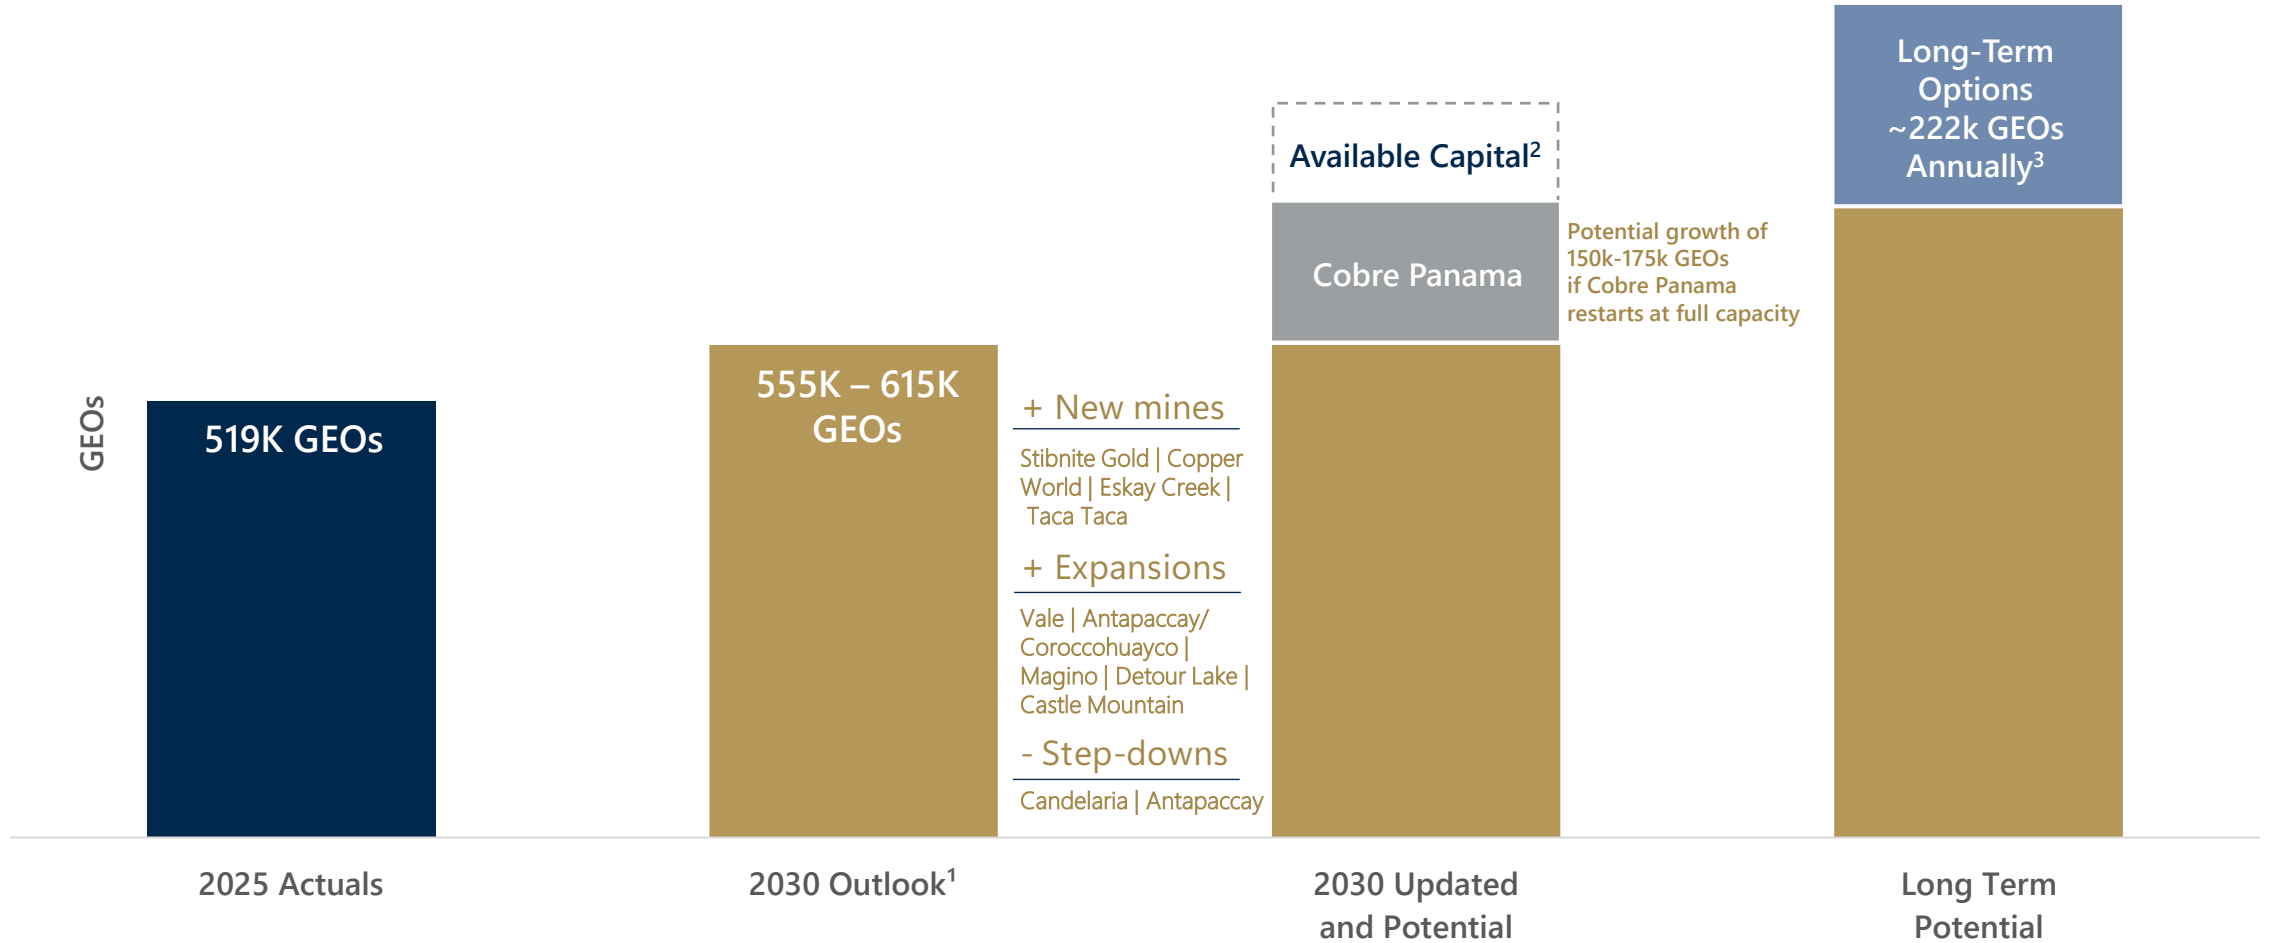 GEOs
519K GEOs
555K – 615K
GEOs
+ New mines
Stibnite Gold | Copper
World | Eskay Creek |
Taca Taca
+ Expansions
Vale | Antapaccay/
Coroccohuayco |
Magino | Detour Lake |
Castle Mountain
- Step-downs
Candelaria | Antapaccay
Available Capital²
Cobre Panama
Potential growth of
150k-175k GEOs
if Cobre Panama
restarts at full capacity
Long-Term
Options
~222k GEOs
Annually³
2025 Actuals
2030 Outlook¹
2030 Updated
and Potential
Long Term
Potential